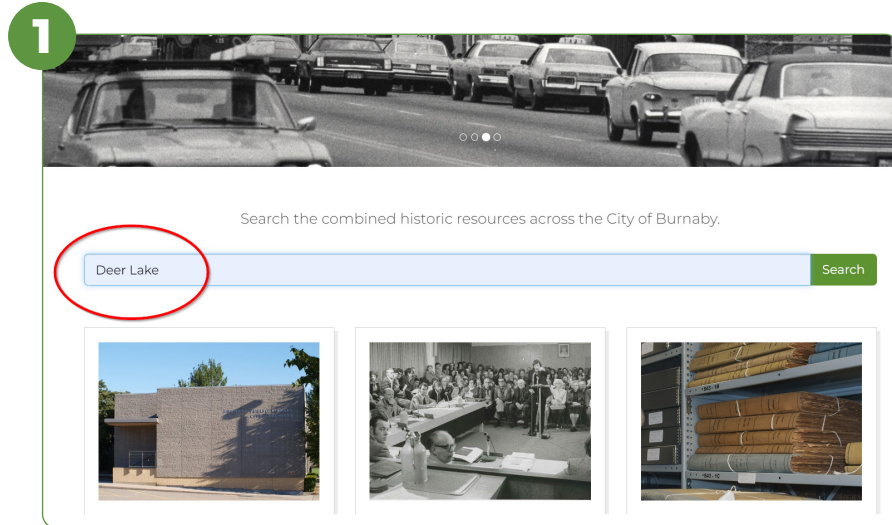 1
Search the combined historic resources across the City of Burnaby.
Deer Lake
Search